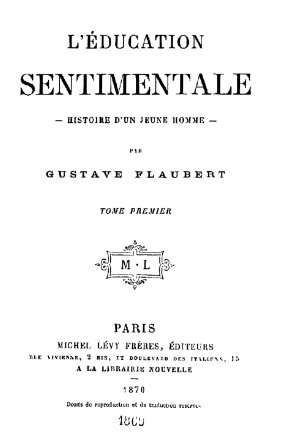 L'ÉDUCATION
SENTIMENTALE
— HISTOIRE D'UN JEUNE HOMME —
PAR
GUSTAVE FLAUBERT
TOME PREMIER
M·L
PARIS
MICHEL LÉVY FRÈRES, ÉDITEURS
RUE VIVIENNE, 2 BIS, ET BOULEVARD DES ITALIENS, 15
A LA LIBRAIRIE NOUVELLE
1870
Droits de reproduction et de traduction réservés
1869